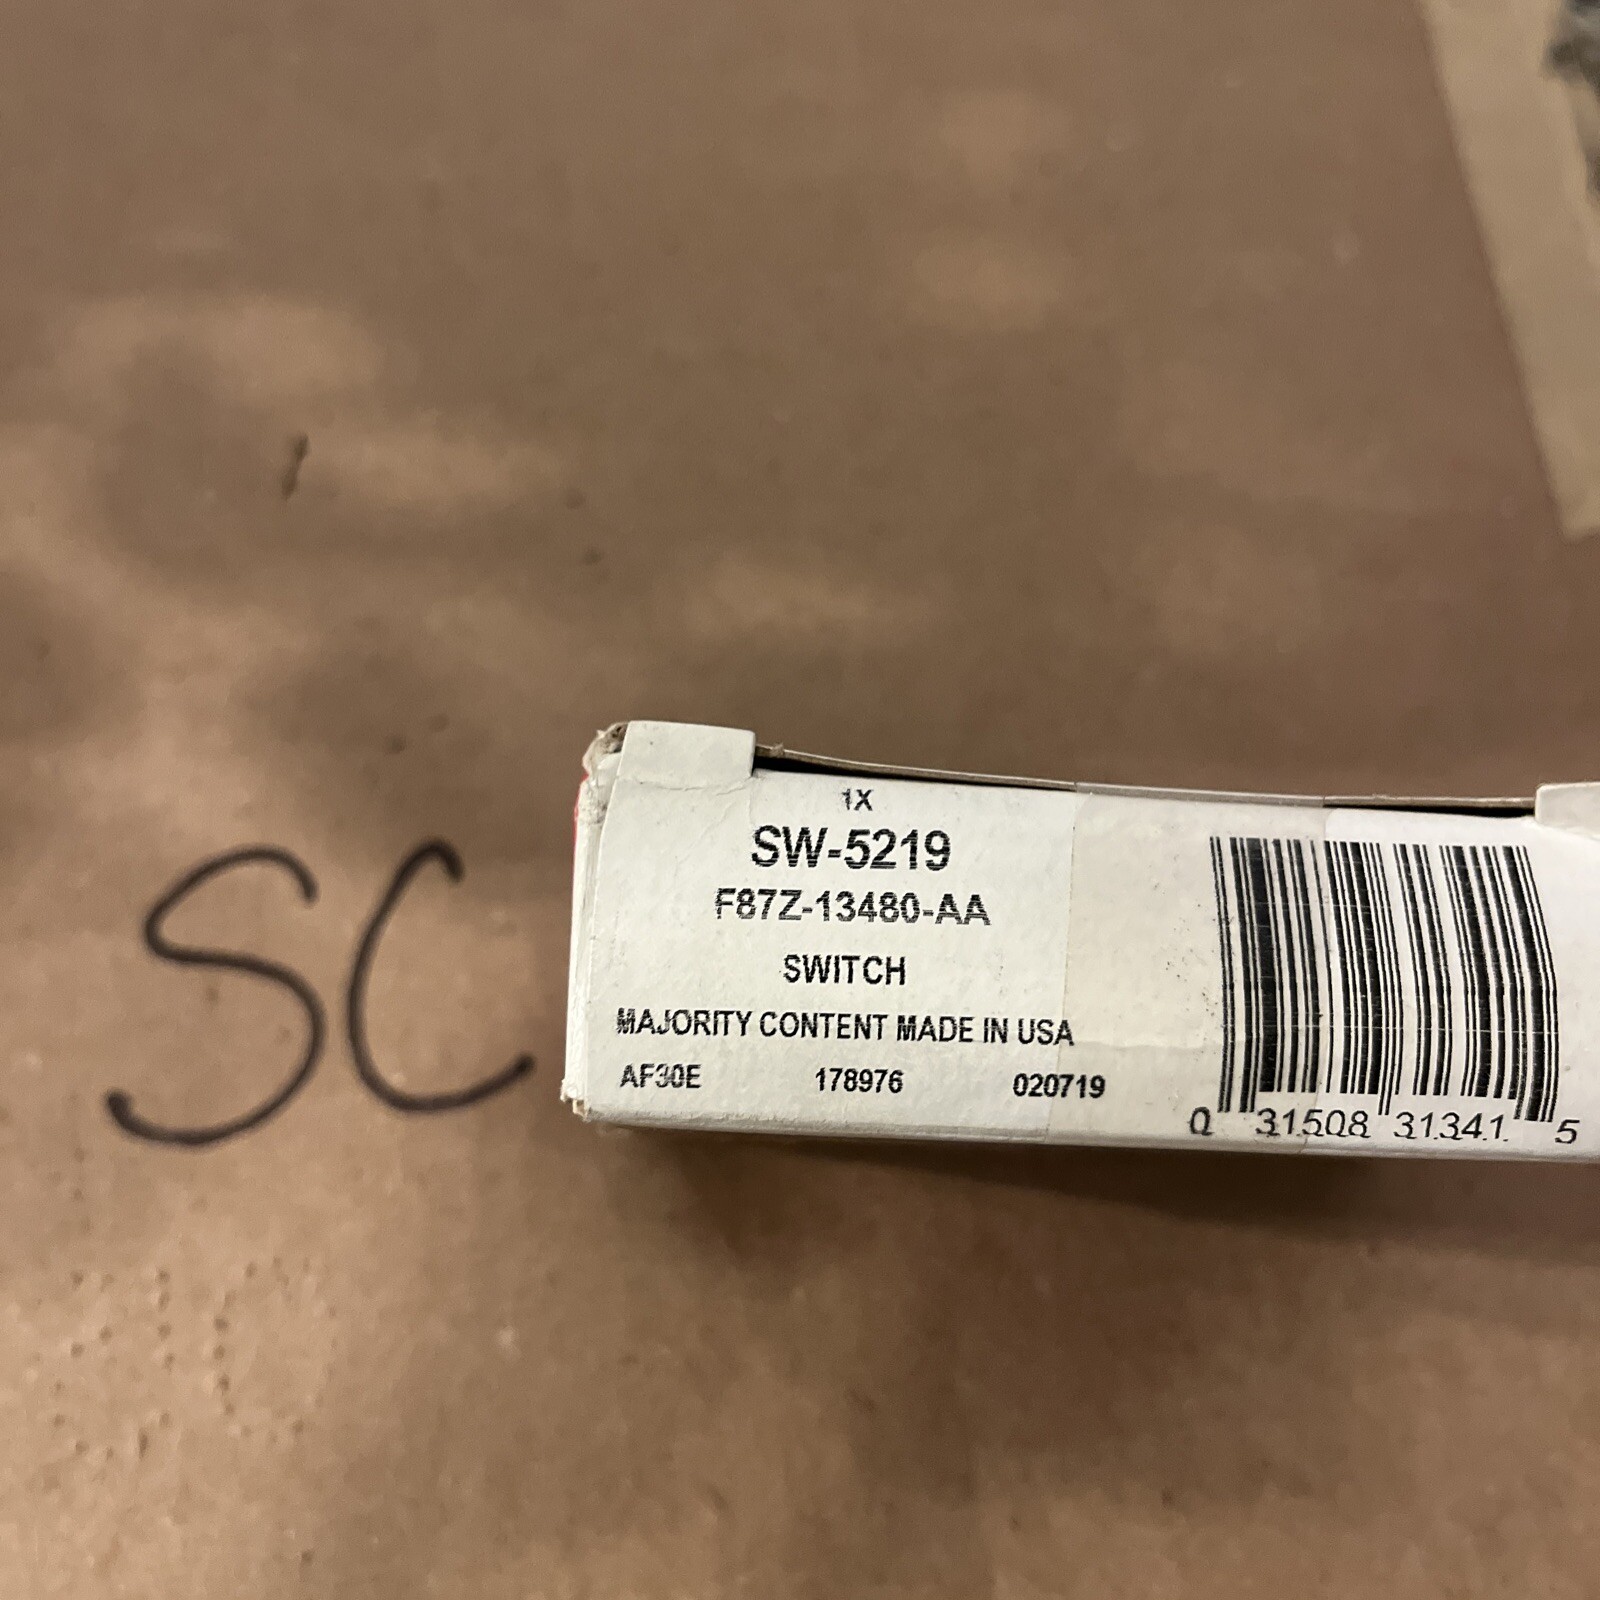 SC
1X
SW-5219
F87Z-13480-AA
SWITCH
MAJORITY CONTENT MADE IN USA
AF30E 178976 020719
0 31508 31341 5